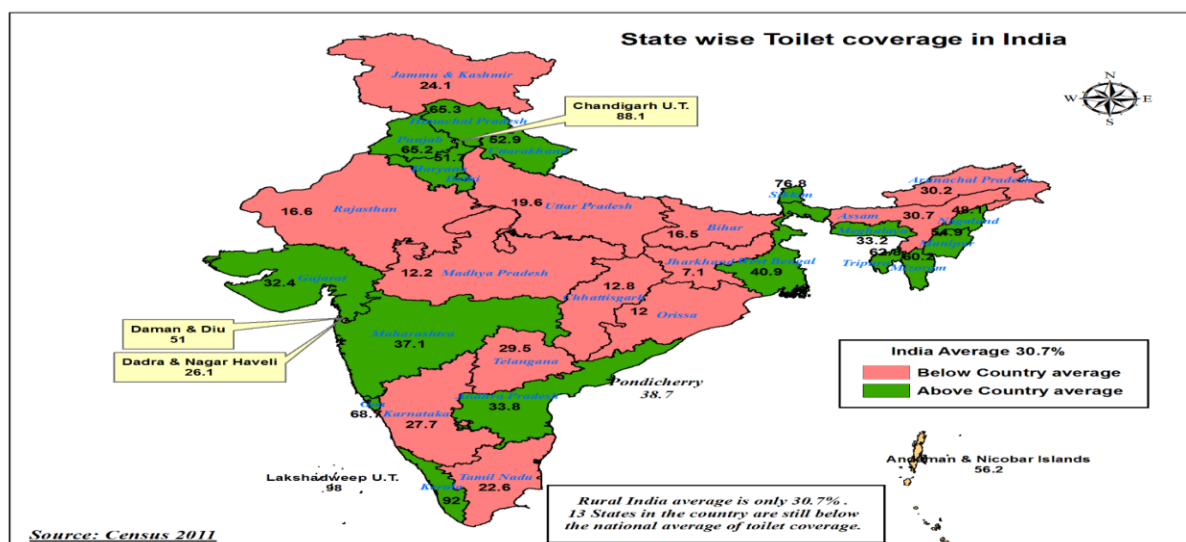 State wise Toilet coverage in India
Jammu & Kashmir
24.1
N
W E
S
Chandigarh U.T.
88.1
65.3
Himachal Pradesh
Punjab
65.2
52.9
Uttarakhand
51.7
Haryana
Delhi
76.8
Sikkim
Arunachal Pradesh
30.2
16.6
Rajasthan
19.6
Uttar Pradesh
Assam
30.7
Nagaland
Meghalaya
33.2
54.9
Manipur
16.5
Bihar
Tripura
60.2
Mizoram
12.2
Madhya Pradesh
Jharkhand
7.1
West Bengal
40.9
Gujarat
32.4
12.8
Chhattisgarh
12
Orissa
Daman & Diu
51
Maharashtra
37.1
Dadra & Nagar Haveli
26.1
29.5
Telangana
India Average 30.7%
Below Country average
Above Country average
Pondicherry
38.7
Goa
68.7
Karnataka
27.7
Andhra Pradesh
33.8
Andaman & Nicobar Islands
56.2
Lakshadweep U.T.
98
Kerala
92
Tamil Nadu
22.6
Rural India average is only 30.7% .
13 States in the country are still below
the national average of toilet coverage.
Source: Census 2011